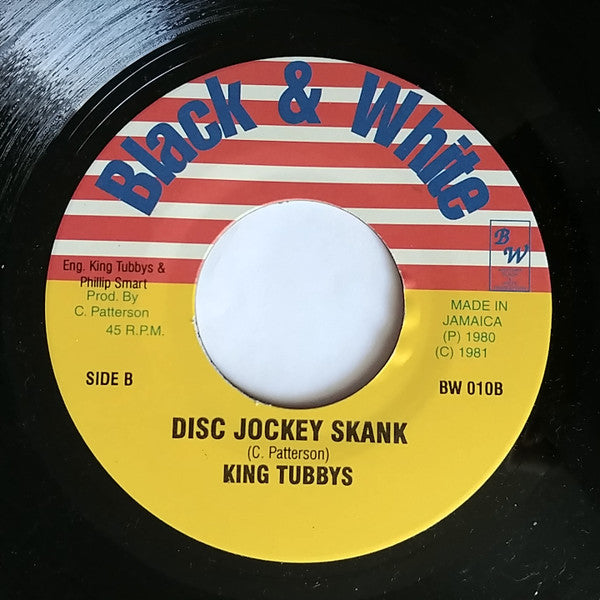 Black & White
B
W
Eng. King Tubbys &
Phillip Smart
Prod. By
C. Patterson
45 R.P.M.
MADE IN
JAMAICA
(P) 1980
(C) 1981
SIDE B
BW 010B
DISC JOCKEY SKANK
(C. Patterson)
KING TUBBYS